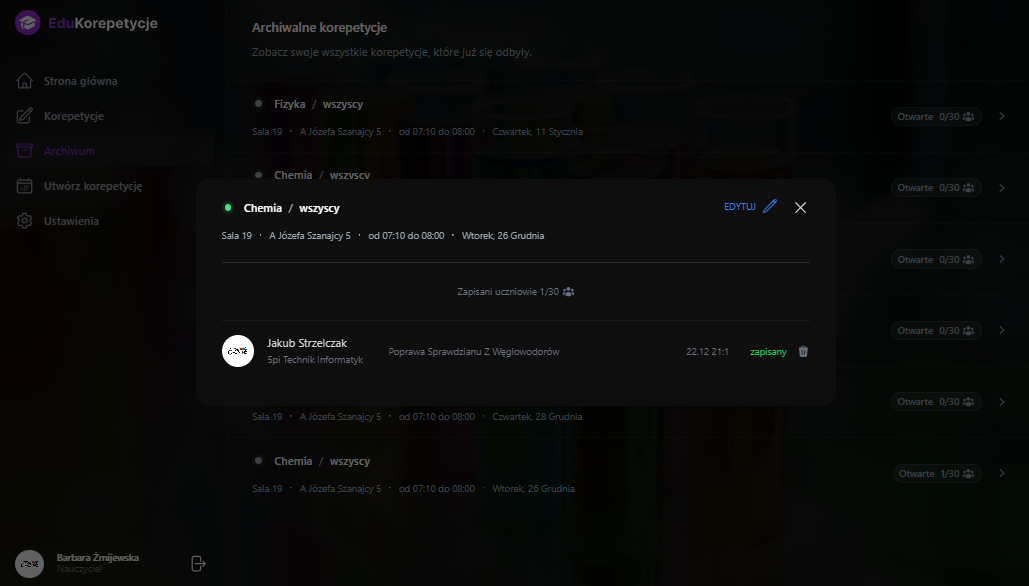 EduKorepetycje
Strona główna
Korepetycje
Archiwum
Utwórz korepetycję
Ustawienia
Barbara Żmijewska
Nauczyciel
Archiwalne korepetycje
Zobacz swoje wszystkie korepetycje, które już się odbyły.
Fizyka / wszyscy
Sala 19 · A Józefa Szanajcy 5 · od 07:10 do 08:00 · Czwartek, 11 Stycznia
Otwarte 0/30
Chemia / wszyscy
Otwarte 0/30
Chemia / wszyscy
EDYTUJ
Sala 19 · A Józefa Szanajcy 5 · od 07:10 do 08:00 · Wtorek, 26 Grudnia
Zapisani uczniowie 1/30
Jakub Strzelczak
5pi Technik Informatyk
Poprawa Sprawdzianu Z Węglowodorów
22.12 21:1
zapisany
Otwarte 0/30
Otwarte 0/30
Otwarte 0/30
Sala 19 · A Józefa Szanajcy 5 · od 07:10 do 08:00 · Czwartek, 28 Grudnia
Chemia / wszyscy
Sala 19 · A Józefa Szanajcy 5 · od 07:10 do 08:00 · Wtorek, 26 Grudnia
Otwarte 1/30